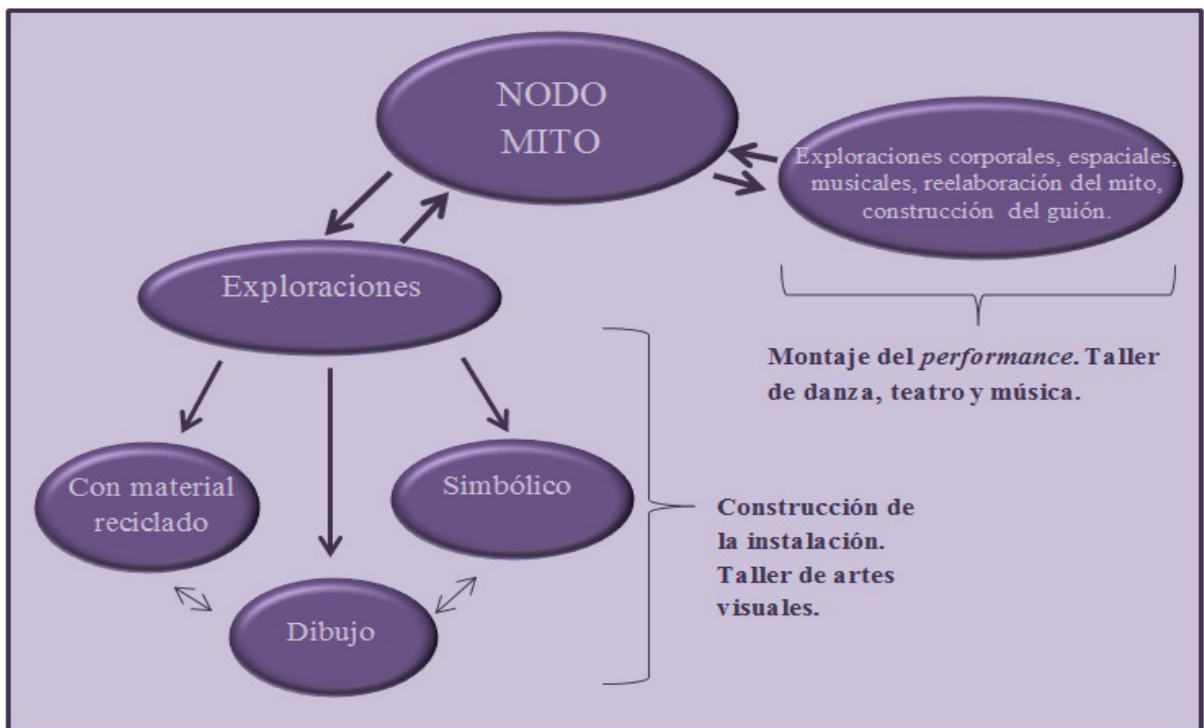 NODO
MITO
Exploraciones corporales, espaciales,
musicales, reelaboración del mito,
construcción del guión.
Exploraciones
Montaje del performance. Taller
de danza, teatro y música.
Con material
reciclado
Simbólico
Construcción de
la instalación.
Taller de artes
visuales.
Dibujo